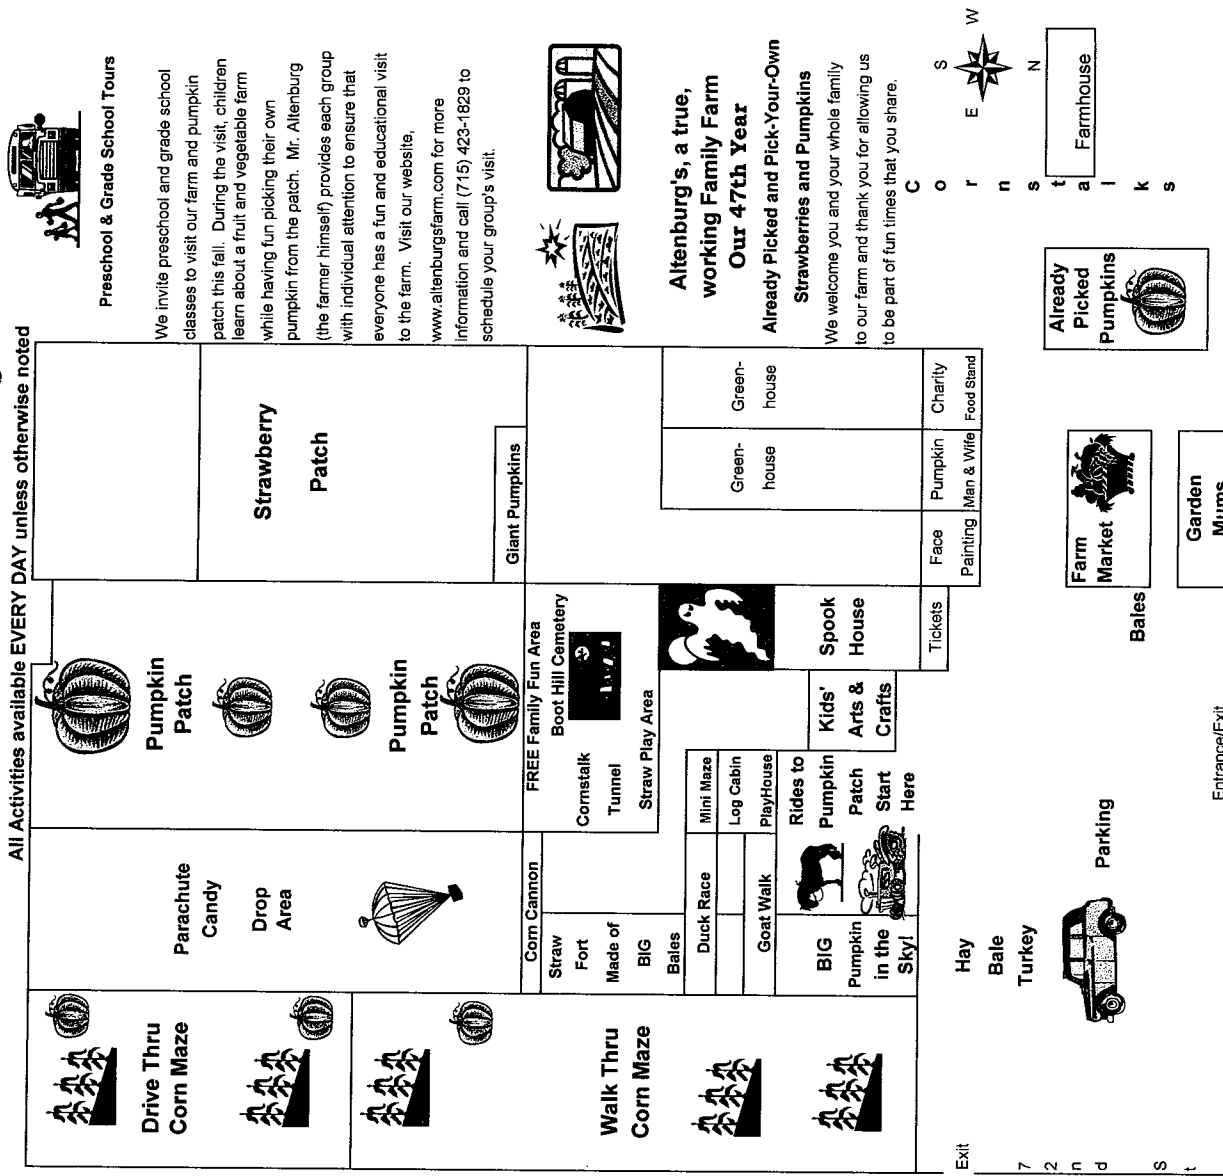 All Activities available EVERY DAY unless otherwise noted
Drive Thru
Corn Maze
Walk Thru
Corn Maze
Parachute
Candy
Drop
Area
Pumpkin
Patch
Pumpkin
Patch
Strawberry
Patch
Giant Pumpkins
Corn Cannon
Straw
Fort
Made of
BIG
Bales
FREE Family Fun Area
Boot Hill Cemetery
Cornstalk
Tunnel
Straw Play Area
Duck Race
Mini Maze
Log Cabin
Goat Walk
PlayHouse
BIG
Pumpkin
in the
Sky!
Rides to
Pumpkin
Patch
Start
Here
Kids'
Arts &
Crafts
Spook
House
Tickets
Green-
house
Green-
house
Face
Painting
Pumpkin
Man & Wife
Charity
Food Stand
Preschool & Grade School Tours
We invite preschool and grade school
classes to visit our farm and pumpkin
patch this fall. During the visit, children
learn about a fruit and vegetable farm
while having fun picking their own
pumpkin from the patch. Mr. Altenburg
(the farmer himself) provides each group
with individual attention to ensure that
everyone has a fun and educational visit
to the farm. Visit our website,
www.altenburgsfarm.com for more
information and call (715) 423-1829 to
schedule your group's visit.
Altenburg's, a true,
working Family Farm
Our 47th Year
Already Picked and Pick-Your-Own
Strawberries and Pumpkins
We welcome you and your whole family
to our farm and thank you for allowing us
to be part of fun times that you share.
C
o
r
n
s
t
a
l
k
s
S
E W
N
Farmhouse
Already
Picked
Pumpkins
Farm
Market
Bales
Garden
Mums
Exit
7
2
n
d
S
t
Hay
Bale
Turkey
Parking
Entrance/Exit